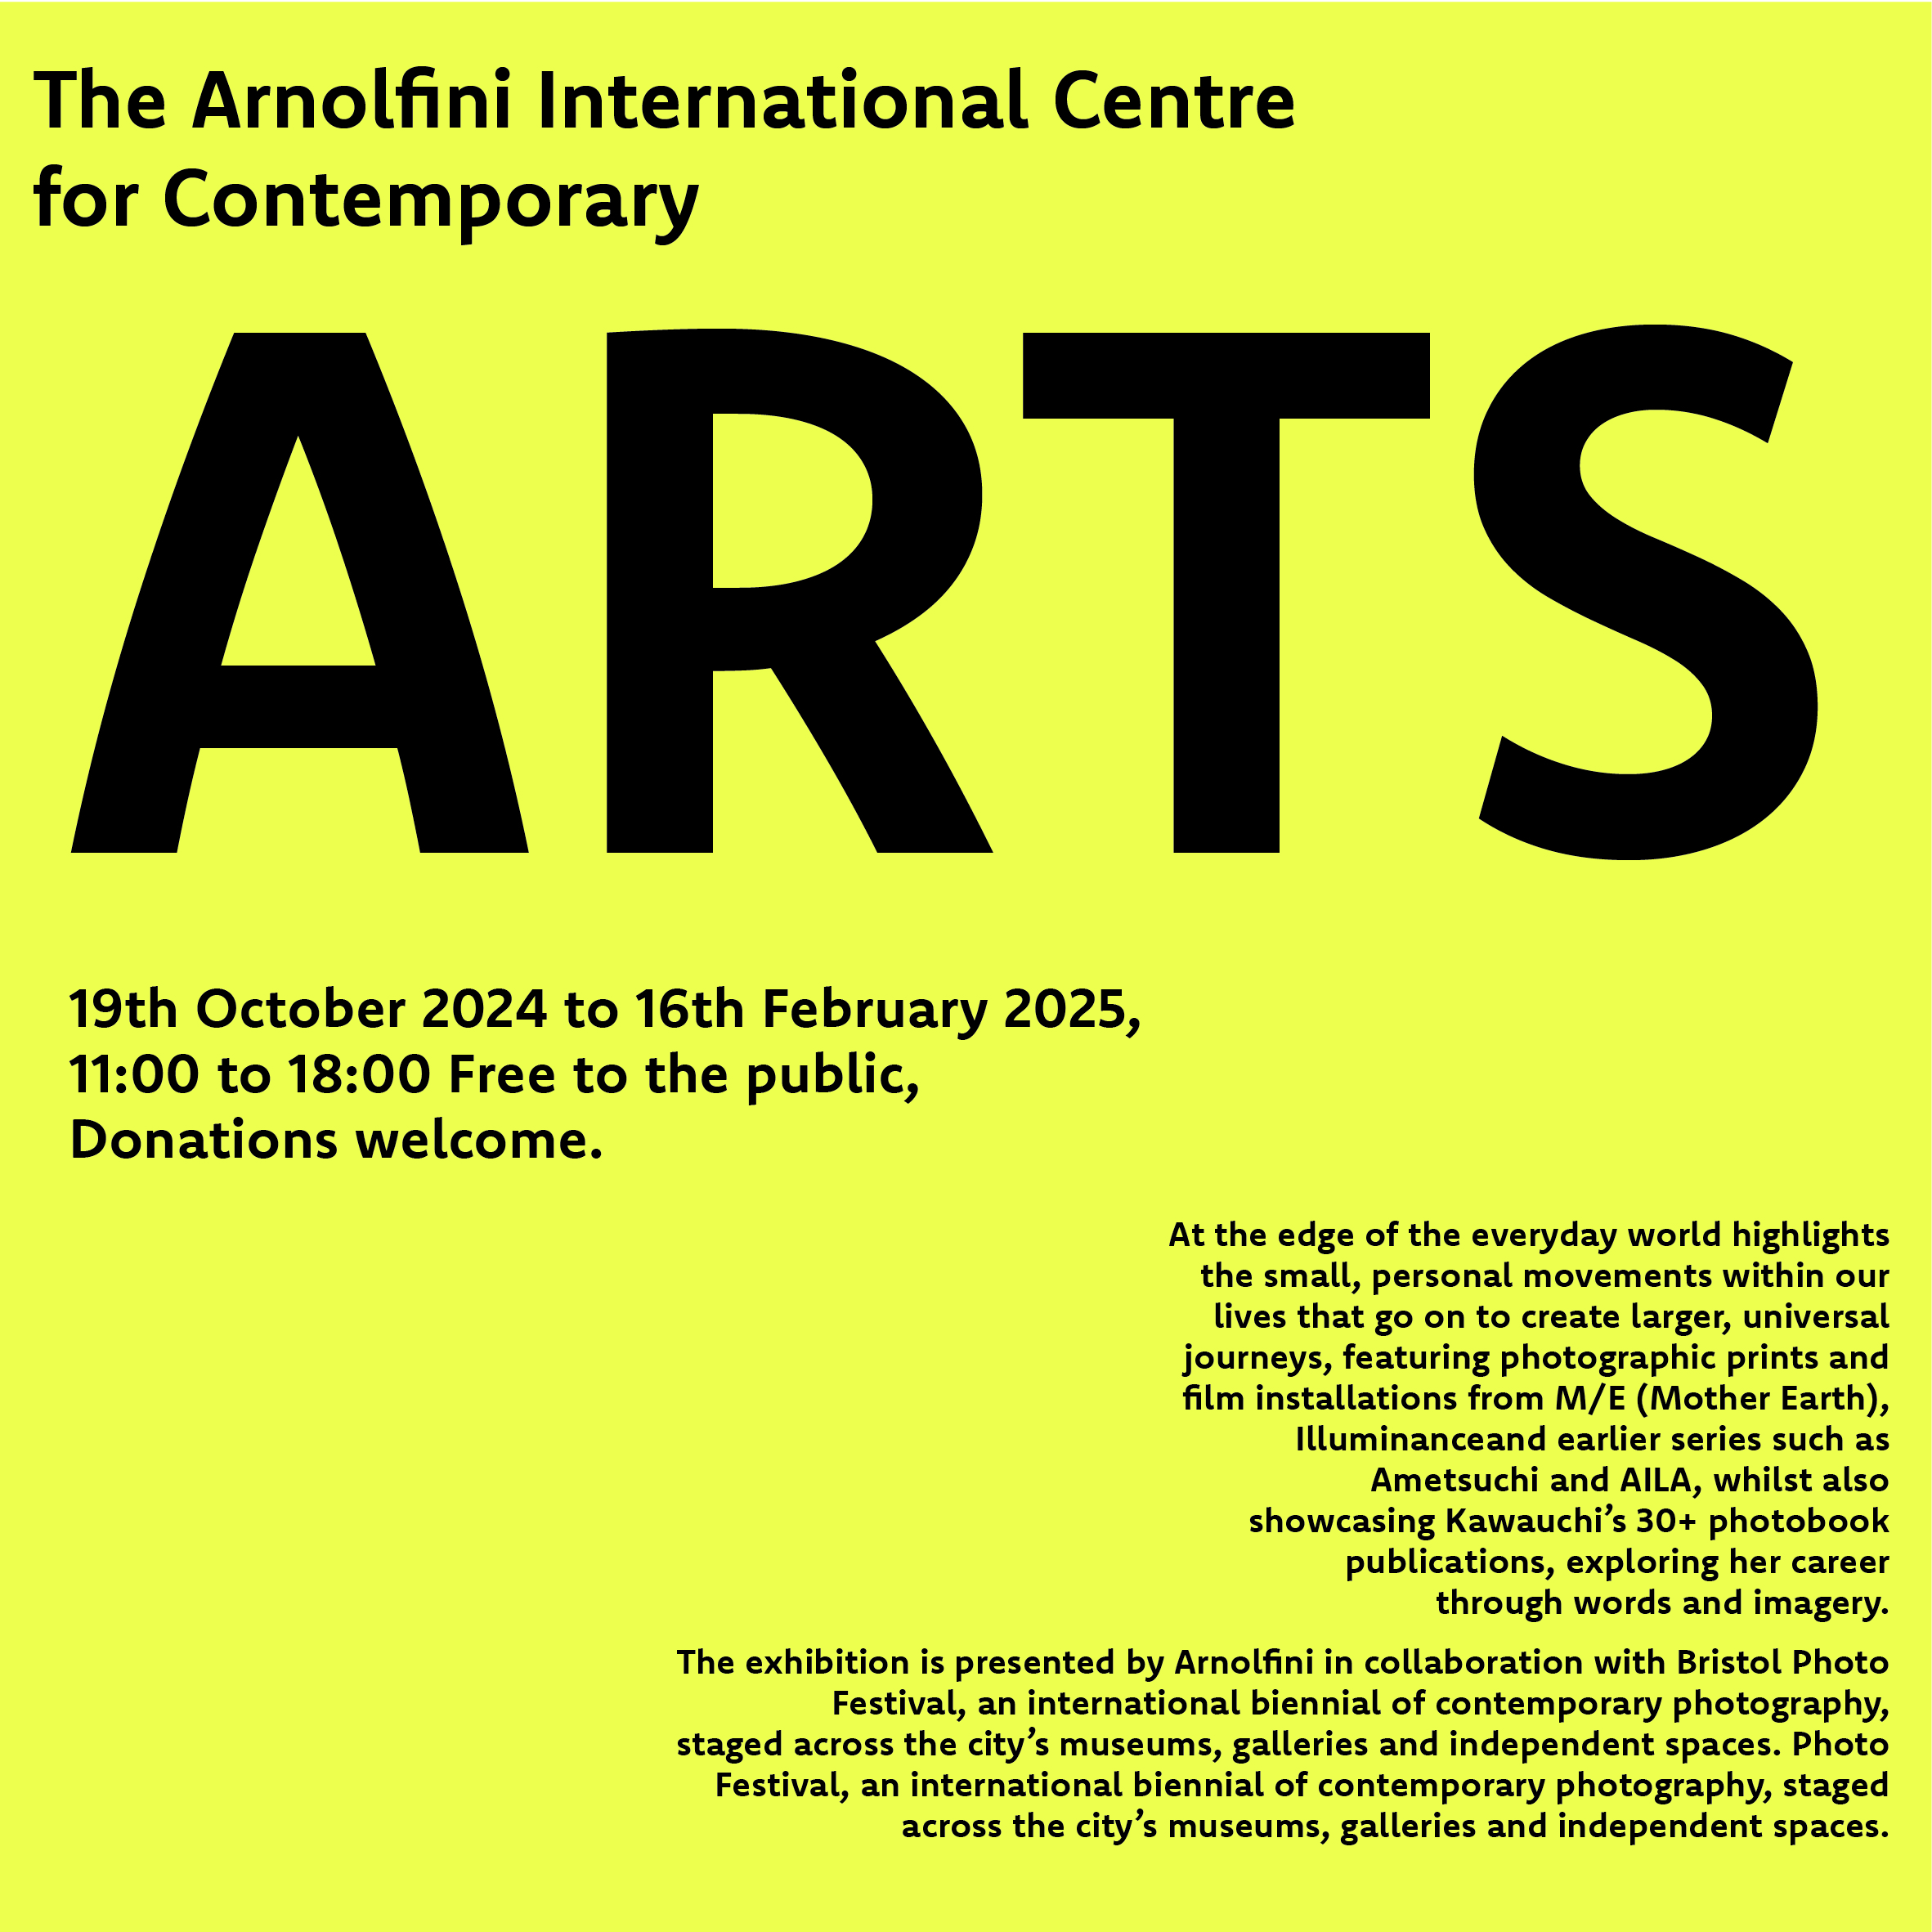 The Arnolfini International Centre
for Contemporary
ARTS
19th October 2024 to 16th February 2025,
11:00 to 18:00 Free to the public,
Donations welcome.
At the edge of the everyday world highlights
the small, personal movements within our
lives that go on to create larger, universal
journeys, featuring photographic prints and
film installations from M/E (Mother Earth),
Illuminanceand earlier series such as
Ametsuchi and AILA, whilst also
showcasing Kawauchi’s 30+ photobook
publications, exploring her career
through words and imagery.
The exhibition is presented by Arnolfini in collaboration with Bristol Photo
Festival, an international biennial of contemporary photography,
staged across the city’s museums, galleries and independent spaces. Photo
Festival, an international biennial of contemporary photography, staged
across the city’s museums, galleries and independent spaces.